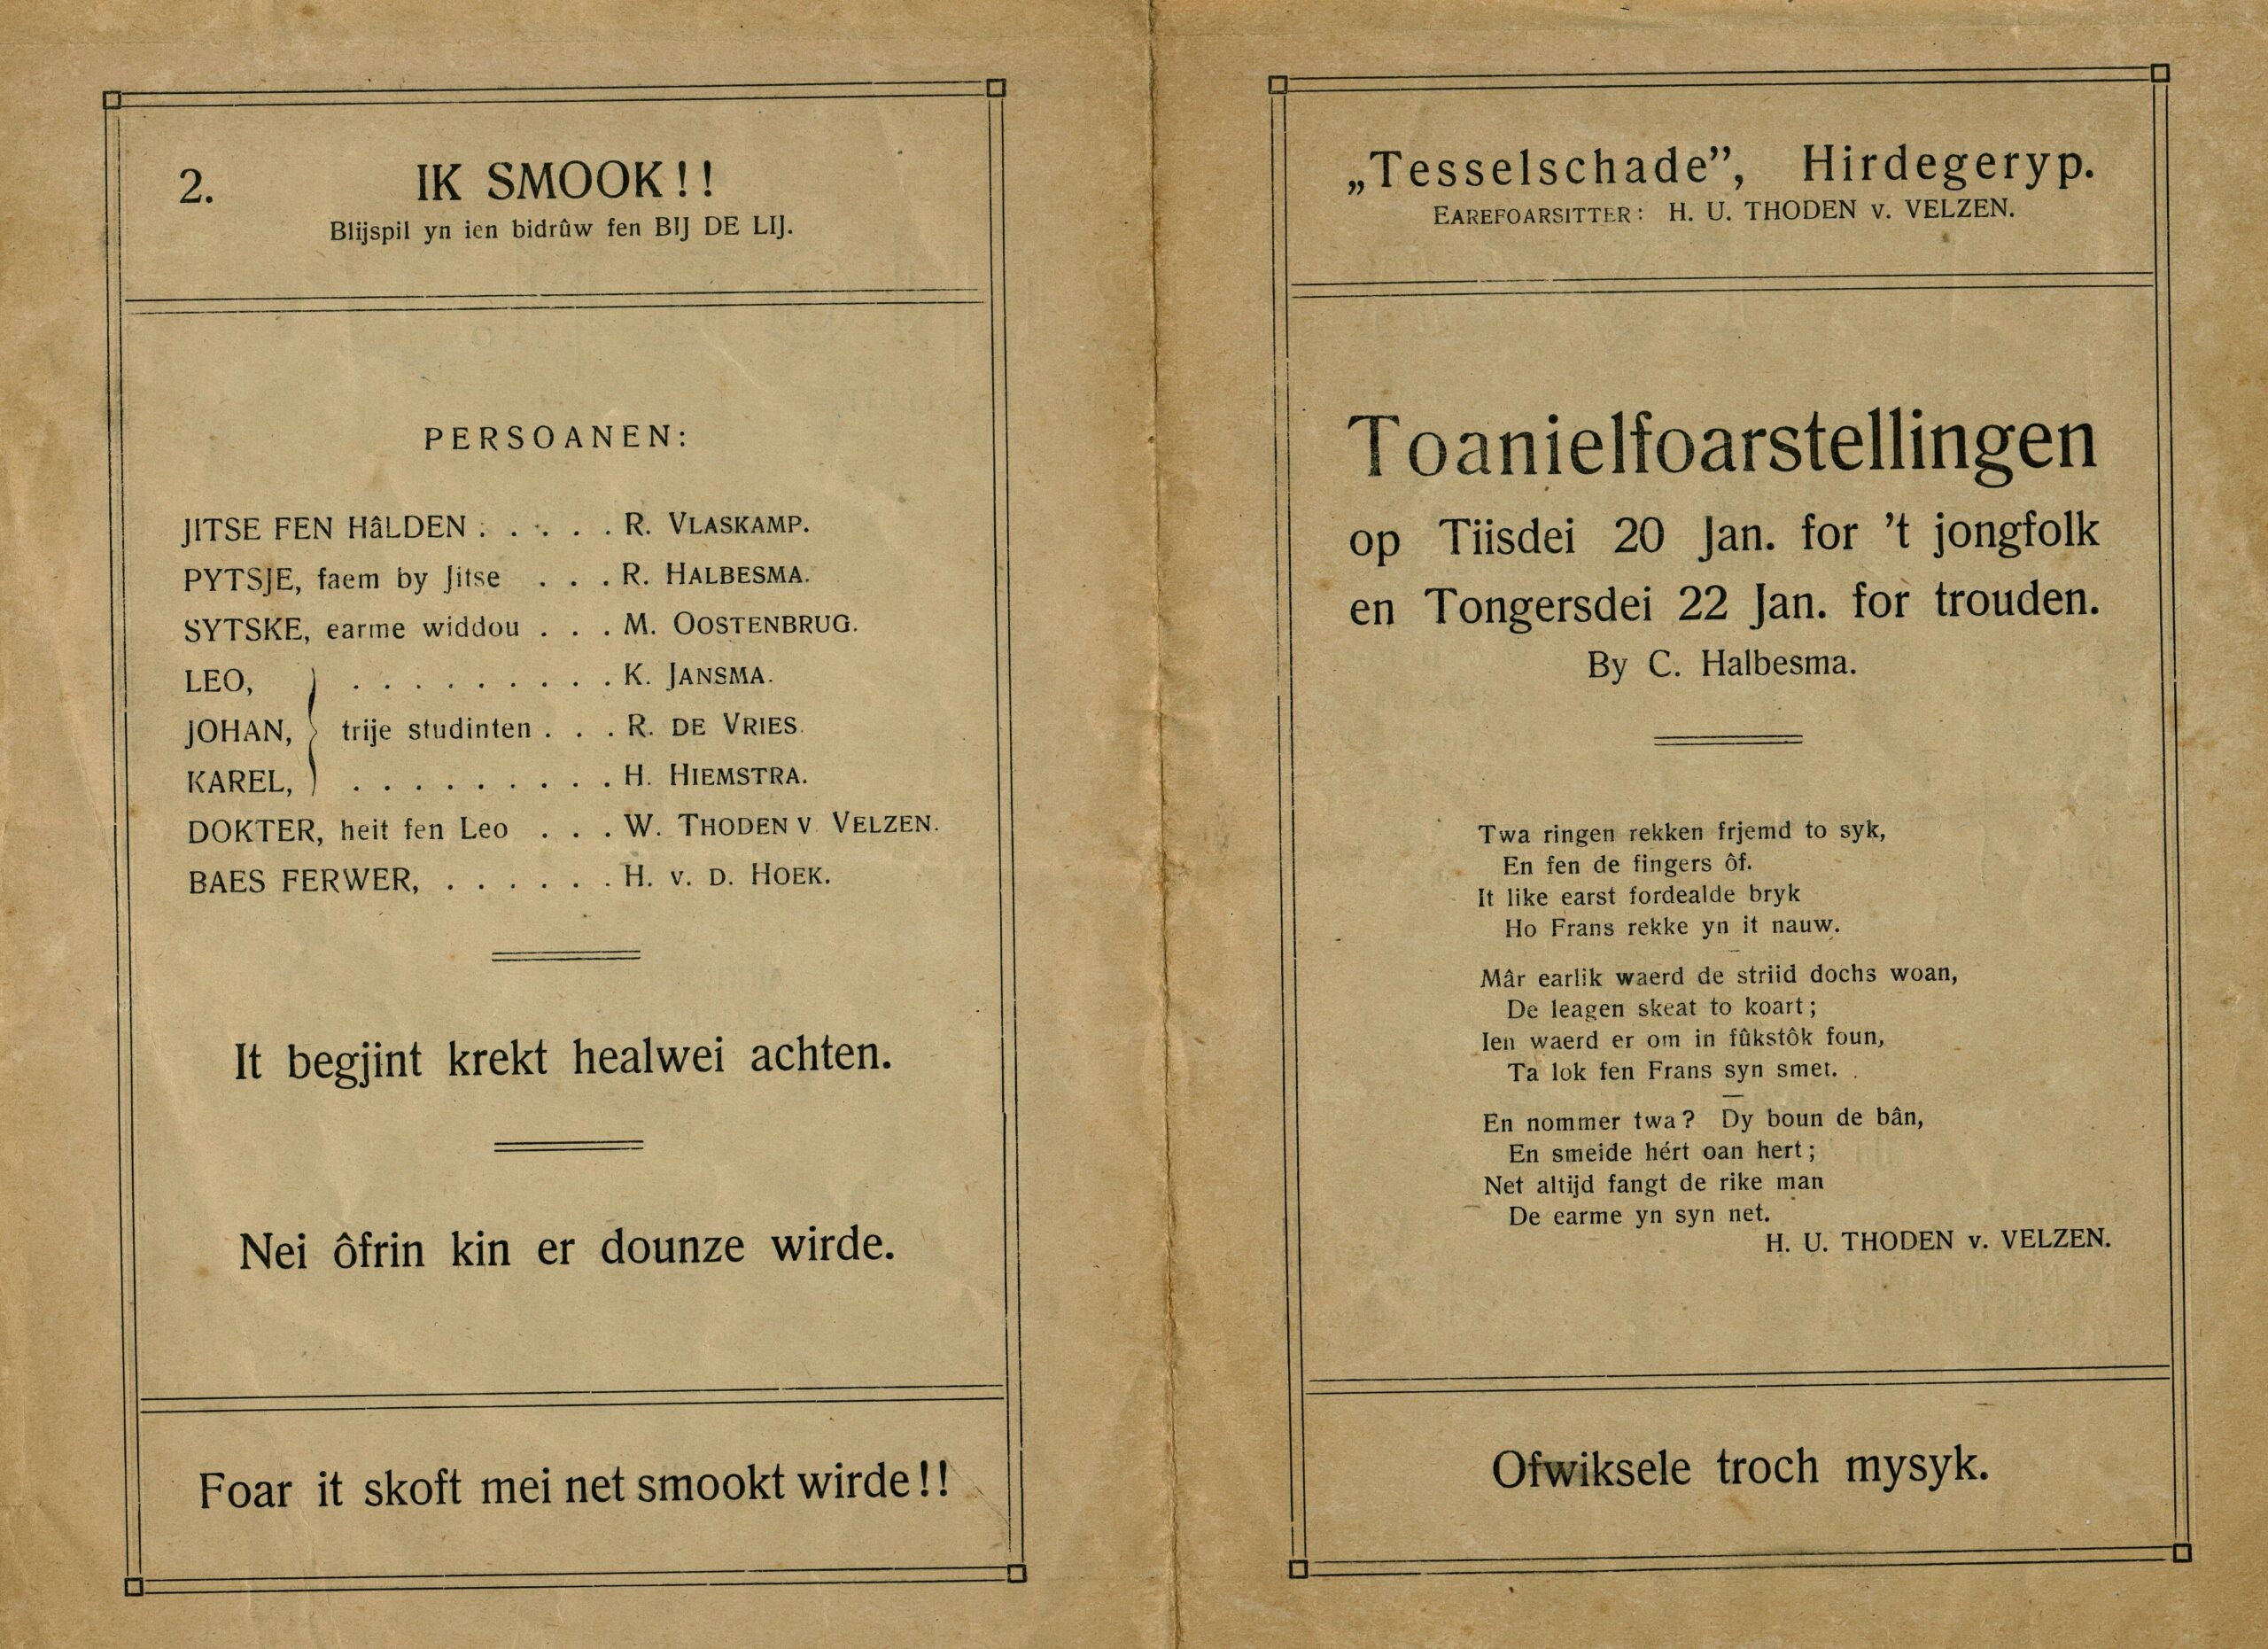 2. IK SMOOK!!
Blijspil yn ien bidrûw fen BIJ DE LIJ.
PERSOANEN:
JITSE FEN HâLDEN . . . . . R. VLASKAMP.
PYTSJE, faem by Jitse . . . R. HALBESMA.
SYTSKE, earme widdou . . . M. OOSTENBRUG.
LEO, . . . . . . . . . K. JANSMA.
JOHAN, } trije studinten . . . R. DE VRIES.
KAREL, . . . . . . . . . H. HIEMSTRA.
DOKTER, heit fen Leo . . . W. THODEN V. VELZEN.
BAES FERWER, . . . . . . H. v. D. HOEK.
It begjint krekt healwei achten.
Nei ôfrin kin er dounze wirde.
Foar it skoft mei net smookt wirde!!
„Tesselschade”, Hirdegeryp.
EAREFOARSITTER: H. U. THODEN v. VELZEN.
Toanielfoarstellingen
op Tiisdei 20 Jan. for 't jongfolk
en Tongersdei 22 Jan. for trouden.
By C. Halbesma.
Twa ringen rekken frjemd to syk,
En fen de fingers ôf.
It like earst fordealde bryk
Ho Frans rekke yn it nauw.
Mâr earlik waerd de striid dochs woan,
De leagen skeat to koart;
Ien waerd er om in fûkstôk foun,
Ta lok fen Frans syn smet.
En nommer twa? Dy boun de bân,
En smeide hért oan hert;
Net altijd fangt de rike man
De earme yn syn net.
H. U. THODEN v. VELZEN.
Ofwiksele troch mysyk.